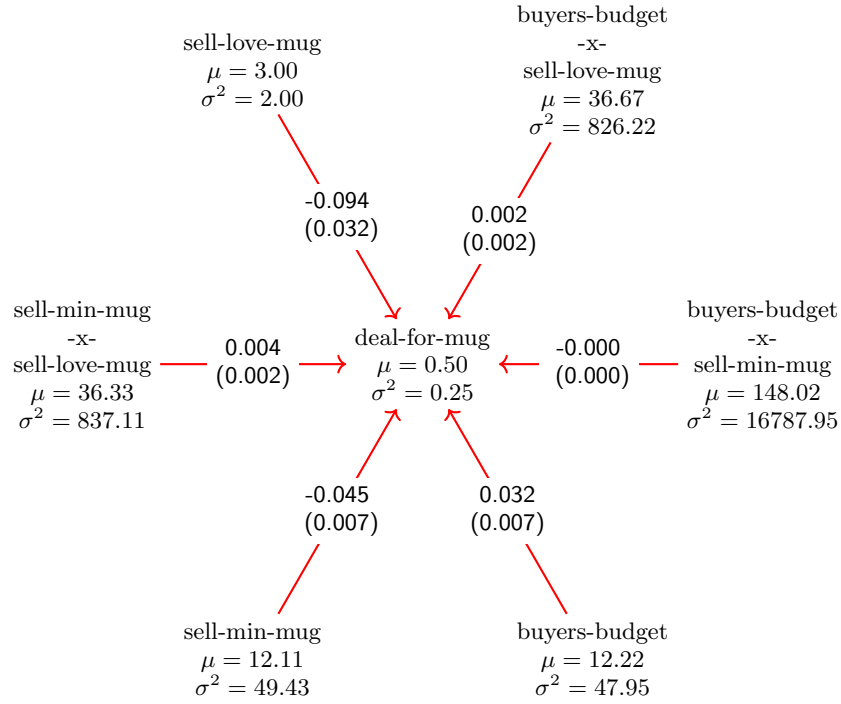 sell-love-mug
μ = 3.00
σ² = 2.00
buyers-budget
-x-
sell-love-mug
μ = 36.67
σ² = 826.22
-0.094
(0.032)
0.002
(0.002)
sell-min-mug
-x-
sell-love-mug
μ = 36.33
σ² = 837.11
0.004
(0.002)
deal-for-mug
μ = 0.50
σ² = 0.25
-0.000
(0.000)
buyers-budget
-x-
sell-min-mug
μ = 148.02
σ² = 16787.95
-0.045
(0.007)
0.032
(0.007)
sell-min-mug
μ = 12.11
σ² = 49.43
buyers-budget
μ = 12.22
σ² = 47.95